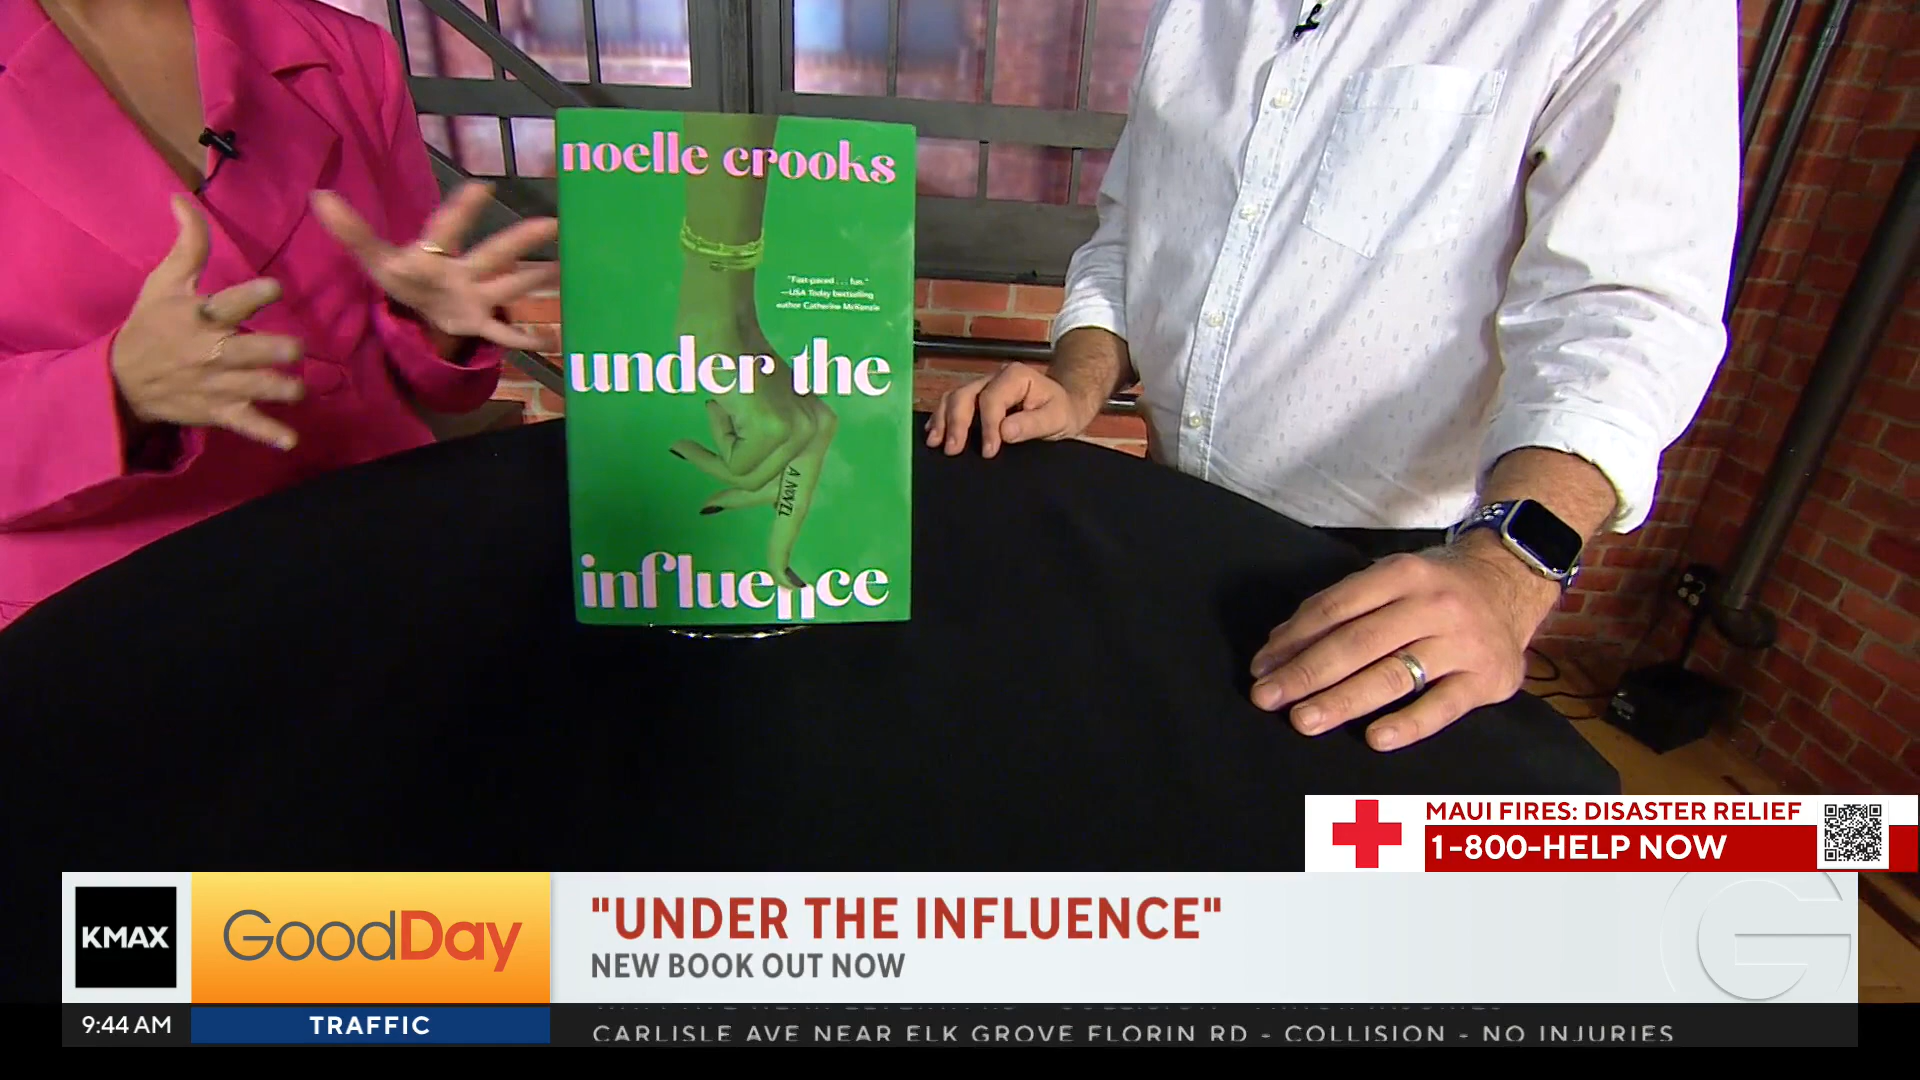 noelle crooks
"Fast-paced . . . fun."
—USA Today bestselling
author Catherine McKenzie
under the
A NOVEL
influence
MAUI FIRES: DISASTER RELIEF
1-800-HELP NOW
KMAX
GoodDay
"UNDER THE INFLUENCE"
NEW BOOK OUT NOW
G
9:44 AM
TRAFFIC
CARLISLE AVE NEAR ELK GROVE FLORIN RD - COLLISION - NO INJURIES